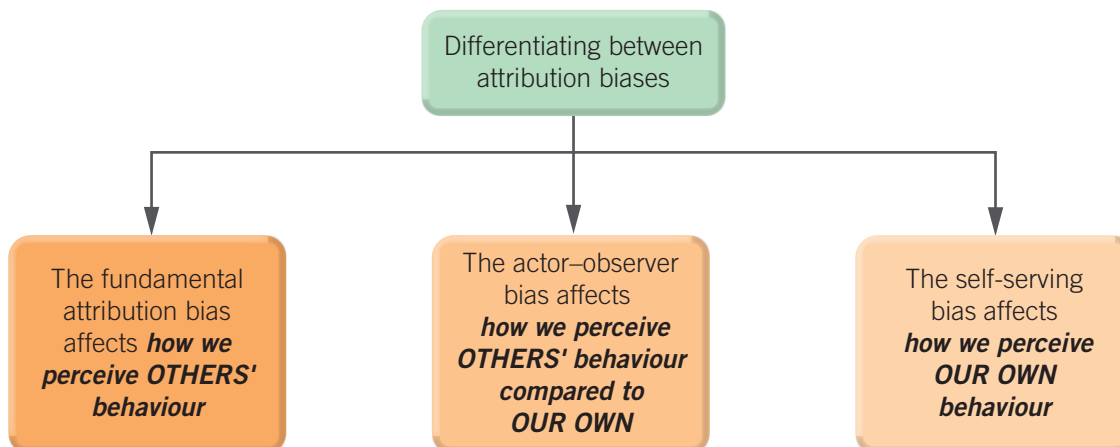 Differentiating between
attribution biases
The fundamental
attribution bias
affects how we
perceive OTHERS'
behaviour
The actor–observer
bias affects
how we perceive
OTHERS' behaviour
compared to
OUR OWN
The self-serving
bias affects
how we perceive
OUR OWN
behaviour